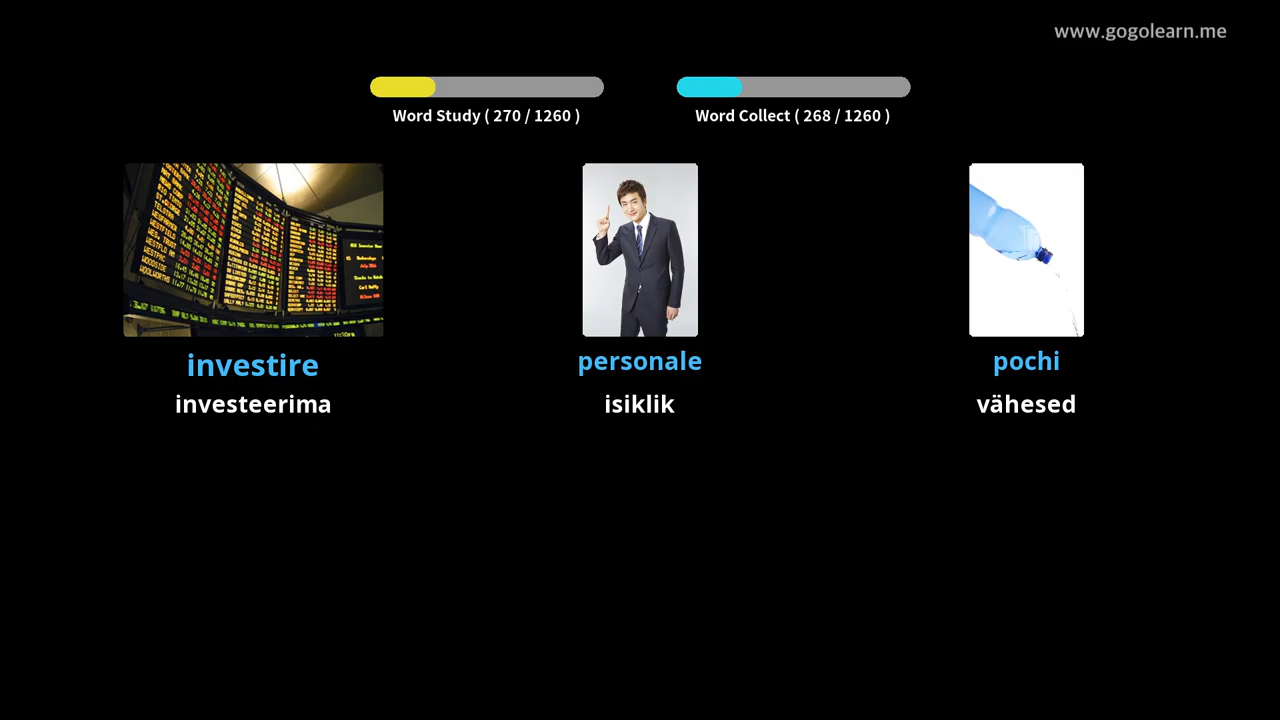 www.gogolearn.me
Word Study ( 270 / 1260 )
Word Collect ( 268 / 1260 )
investire
personale
pochi
investeerima
isiklik
vähesed